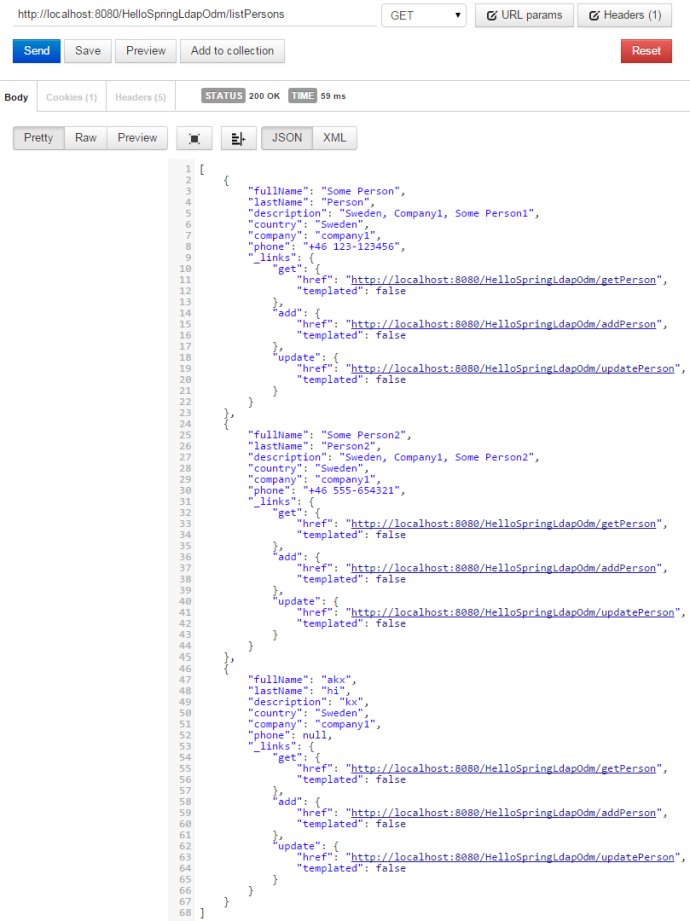 http://localhost:8080/HelloSpringLdapOdm/listPersons GET URL params Headers (1)
Send Save Preview Add to collection Reset
Body Cookies (1) Headers (5) STATUS 200 OK TIME 59 ms
Pretty Raw Preview JSON XML
1 [
2 {
3 "fullName": "Some Person",
4 "lastName": "Person",
5 "description": "Sweden, Company1, Some Person1",
6 "country": "Sweden",
7 "company": "company1",
8 "phone": "+46 123-123456",
9 "_links": {
10 "get": {
11 "href": "http://localhost:8080/HelloSpringLdapOdm/getPerson",
12 "templated": false
13 },
14 "add": {
15 "href": "http://localhost:8080/HelloSpringLdapOdm/addPerson",
16 "templated": false
17 },
18 "update": {
19 "href": "http://localhost:8080/HelloSpringLdapOdm/updatePerson",
20 "templated": false
21 }
22 }
23 },
24 {
25 "fullName": "Some Person2",
26 "lastName": "Person2",
27 "description": "Sweden, Company1, Some Person2",
28 "country": "Sweden",
29 "company": "company1",
30 "phone": "+46 555-654321",
31 "_links": {
32 "get": {
33 "href": "http://localhost:8080/HelloSpringLdapOdm/getPerson",
34 "templated": false
35 },
36 "add": {
37 "href": "http://localhost:8080/HelloSpringLdapOdm/addPerson",
38 "templated": false
39 },
40 "update": {
41 "href": "http://localhost:8080/HelloSpringLdapOdm/updatePerson",
42 "templated": false
43 }
44 }
45 },
46 {
47 "fullName": "akx",
48 "lastName": "hi",
49 "description": "kx",
50 "country": "Sweden",
51 "company": "company1",
52 "phone": null,
53 "_links": {
54 "get": {
55 "href": "http://localhost:8080/HelloSpringLdapOdm/getPerson",
56 "templated": false
57 },
58 "add": {
59 "href": "http://localhost:8080/HelloSpringLdapOdm/addPerson",
60 "templated": false
61 },
62 "update": {
63 "href": "http://localhost:8080/HelloSpringLdapOdm/updatePerson",
64 "templated": false
65 }
66 }
67 }
68 ]